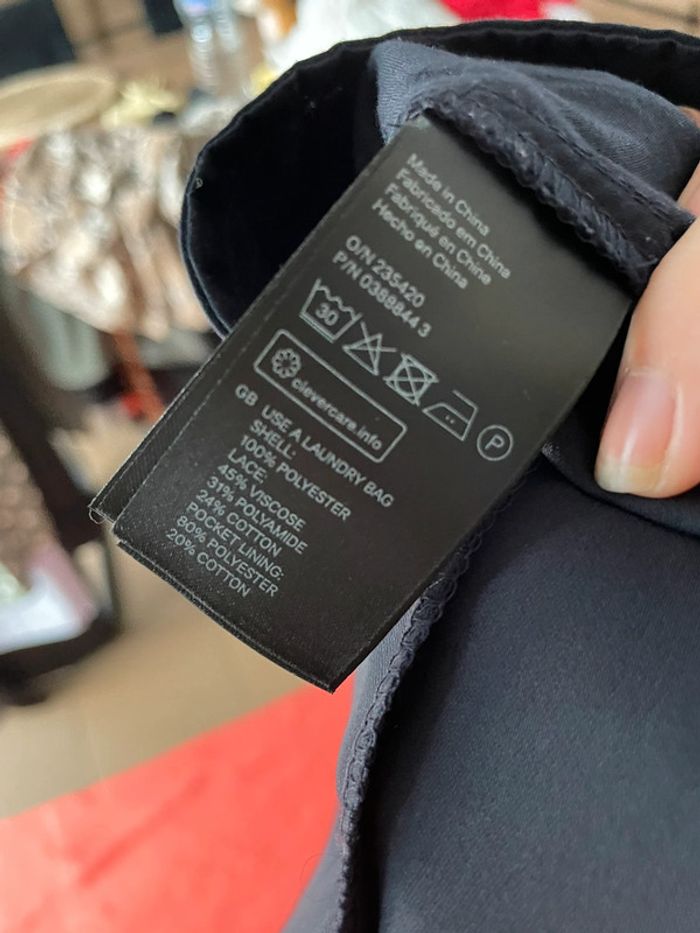 Made in China
Fabricado em China
Fabriqué en Chine
Hecho en China
O/N 235420
P/N 0388844 3
30
P
clevercare.info
GB USE A LAUNDRY BAG
SHELL:
100% POLYESTER
LACE:
45% VISCOSE
31% POLYAMIDE
24% COTTON
POCKET LINING:
80% POLYESTER
20% COTTON